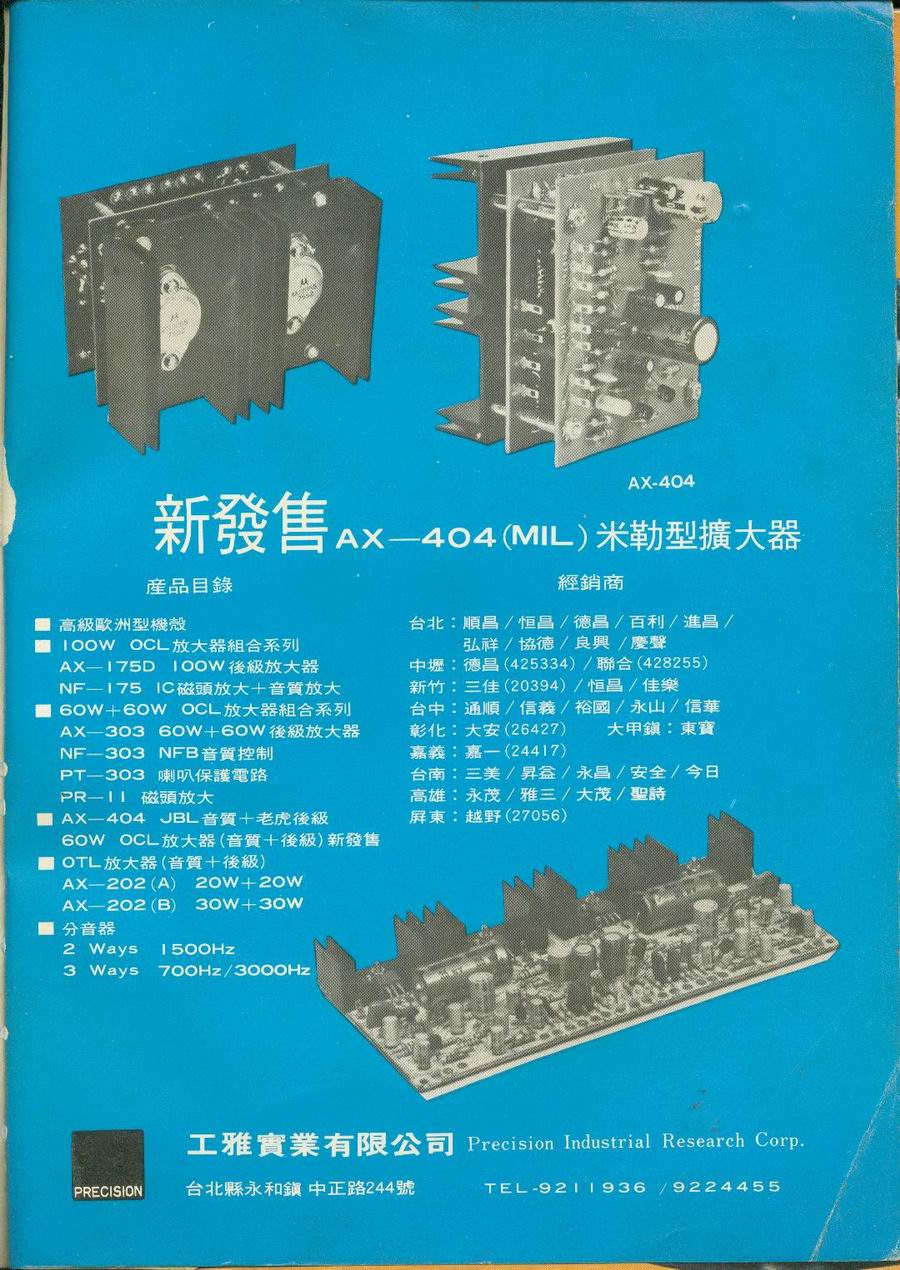 AX-404
新發售AX—404(MIL)米勒型擴大器
産品目錄
■ 高級歐洲型機殼
■ 100W OCL放大器組合系列
AX—175D 100W後級放大器
NF—175 IC磁頭放大＋音質放大
■ 60W＋60W OCL放大器組合系列
AX—303 60W＋60W後級放大器
NF—303 NFB音質控制
PT—303 喇叭保護電路
PR—11 磁頭放大
■ AX—404 JBL音質＋老虎後級
60W OCL放大器(音質＋後級)新發售
■ OTL放大器(音質＋後級)
AX—202(A) 20W＋20W
AX—202(B) 30W＋30W
■ 分音器
2 Ways 1500Hz
3 Ways 700Hz/3000Hz
經銷商
台北：順昌/恒昌/德昌/百利/進昌/
弘祥/協德/良興/慶聲
中壢：德昌(425334)/聯合(428255)
新竹：三佳(20394)/恒昌/佳樂
台中：通順/信義/裕國/永山/信華
彰化：大安(26427) 大甲鎮：東寶
嘉義：嘉一(24417)
台南：三美/昇益/永昌/安全/今日
高雄：永茂/雅三/大茂/聖詩
屏東：越野(27056)
PRECISION
工雅實業有限公司 Precision Industrial Research Corp.
台北縣永和鎮中正路244號 TEL-9211936 /9224455